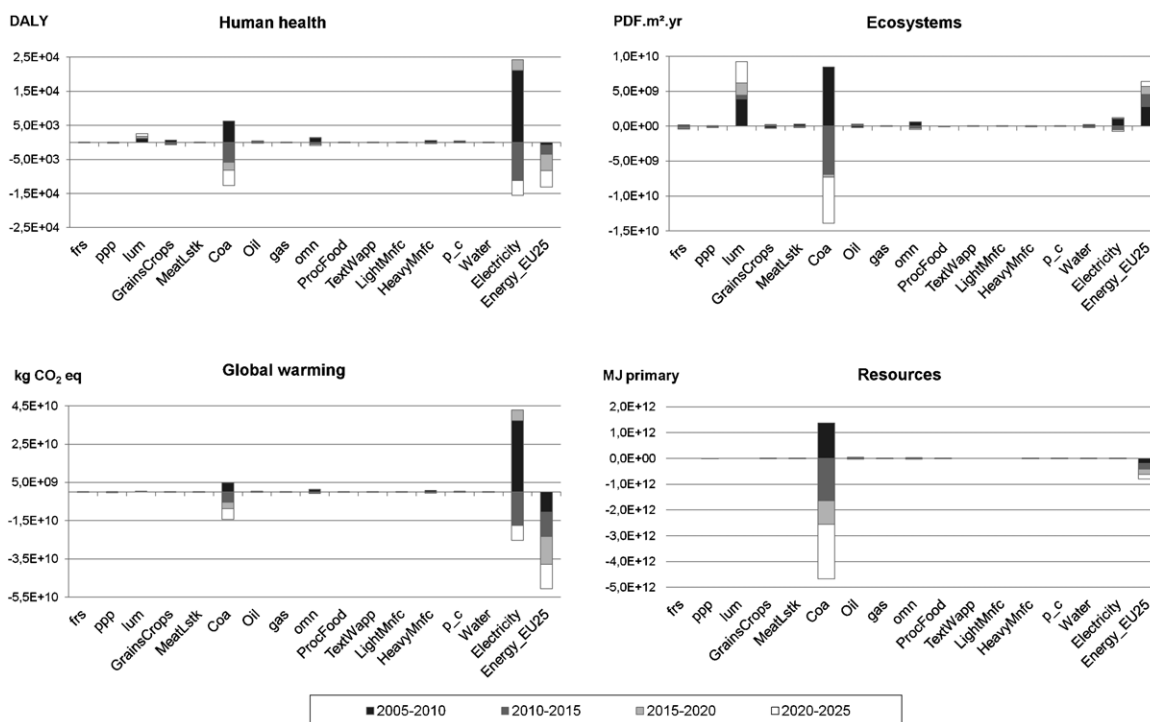 DALY
Human health
2,5E+04
1,5E+04
5,0E+03
-5,0E+03
-1,5E+04
-2,5E+04
frs
ppp
lum
GrainsCrops
MeatLstk
Coa
Oil
gas
omn
ProcFood
TextWapp
LightMnfc
HeavyMnfc
p_c
Water
Electricity
Energy_EU25
PDF.m².yr
Ecosystems
1,0E+10
5,0E+09
0,0E+00
-5,0E+09
-1,0E+10
-1,5E+10
frs
ppp
lum
GrainsCrops
MeatLstk
Coa
Oil
gas
omn
ProcFood
TextWapp
LightMnfc
HeavyMnfc
p_c
Water
Electricity
Energy_EU25
kg CO₂ eq
Global warming
4,5E+10
2,5E+10
5,0E+09
-1,5E+10
-3,5E+10
-5,5E+10
frs
ppp
lum
GrainsCrops
MeatLstk
Coa
Oil
gas
omn
ProcFood
TextWapp
LightMnfc
HeavyMnfc
p_c
Water
Electricity
Energy_EU25
MJ primary
Resources
2,0E+12
1,0E+12
0,0E+00
-1,0E+12
-2,0E+12
-3,0E+12
-4,0E+12
-5,0E+12
frs
ppp
lum
GrainsCrops
MeatLstk
Coa
Oil
gas
omn
ProcFood
TextWapp
LightMnfc
HeavyMnfc
p_c
Water
Electricity
Energy_EU25
2005-2010 2010-2015 2015-2020 2020-2025